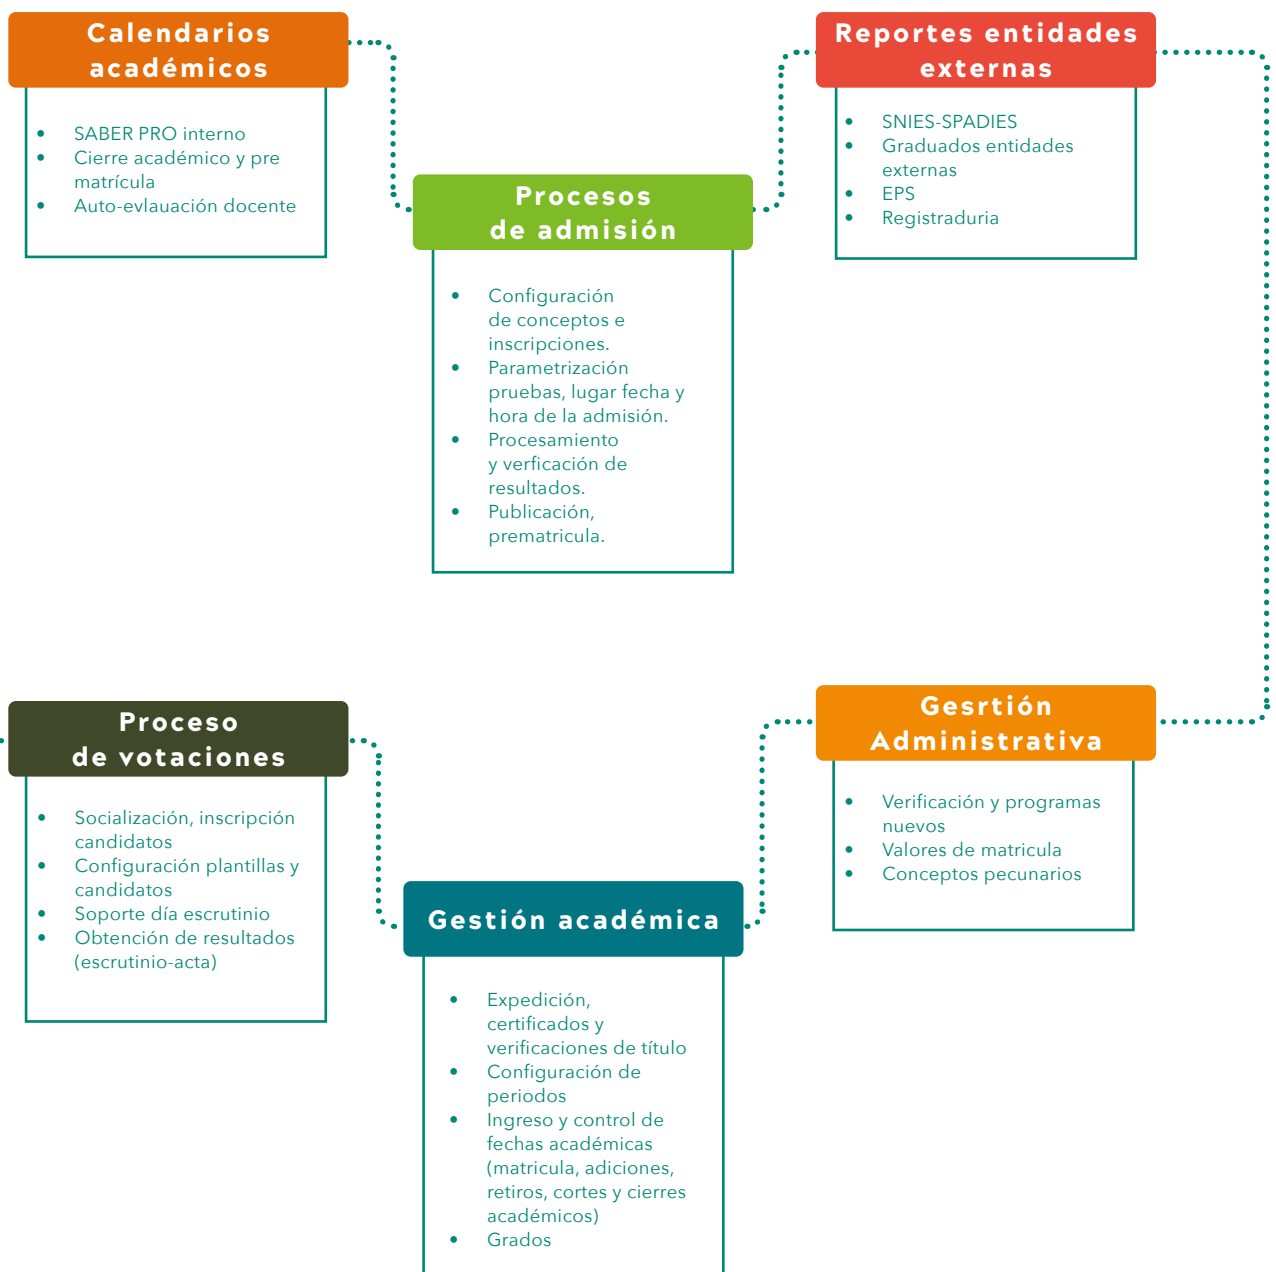 Calendarios
académicos
• SABER PRO interno
• Cierre académico y pre
matrícula
• Auto-evlauación docente
Procesos
de admisión
• Configuración
de conceptos e
inscripciones.
• Parametrización
pruebas, lugar fecha y
hora de la admisión.
• Procesamiento
y verficación de
resultados.
• Publicación,
prematricula.
Reportes entidades
externas
• SNIES-SPADIES
• Graduados entidades
externas
• EPS
• Registraduria
Gesrtión
Administrativa
• Verificación y programas
nuevos
• Valores de matricula
• Conceptos pecunarios
Gestión académica
• Expedición,
certificados y
verificaciones de título
• Configuración de
periodos
• Ingreso y control de
fechas académicas
(matricula, adiciones,
retiros, cortes y cierres
académicos)
• Grados
Proceso
de votaciones
• Socialización, inscripción
candidatos
• Configuración plantillas y
candidatos
• Soporte día escrutinio
• Obtención de resultados
(escrutinio-acta)